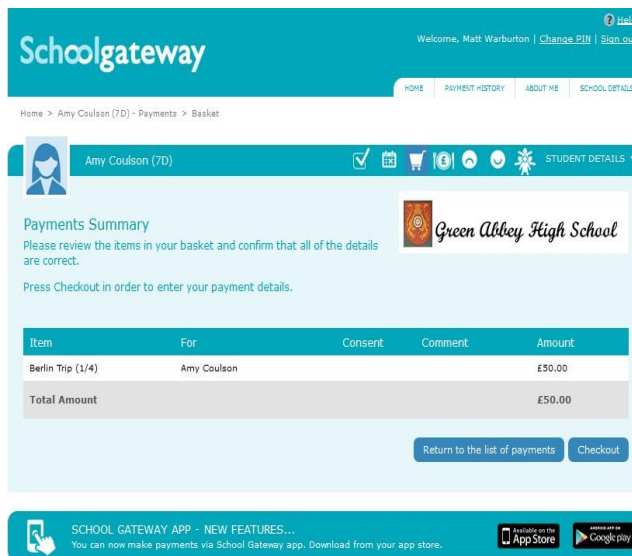 Help
Welcome, Matt Warburton | Change PIN | Sign out
Schoolgateway
HOME PAYMENT HISTORY ABOUT ME SCHOOL DETAILS
Home > Amy Coulson (7D) - Payments > Basket
Amy Coulson (7D)
STUDENT DETAILS
Payments Summary
Green Abbey High School
Please review the items in your basket and confirm that all of the details
are correct.
Press Checkout in order to enter your payment details.
Item For Consent Comment Amount
Berlin Trip (1/4) Amy Coulson £50.00
Total Amount £50.00
Return to the list of payments Checkout
SCHOOL GATEWAY APP - NEW FEATURES...
You can now make payments via School Gateway app. Download from your app store.
Available on the
App Store
ANDROID APP ON
Google play